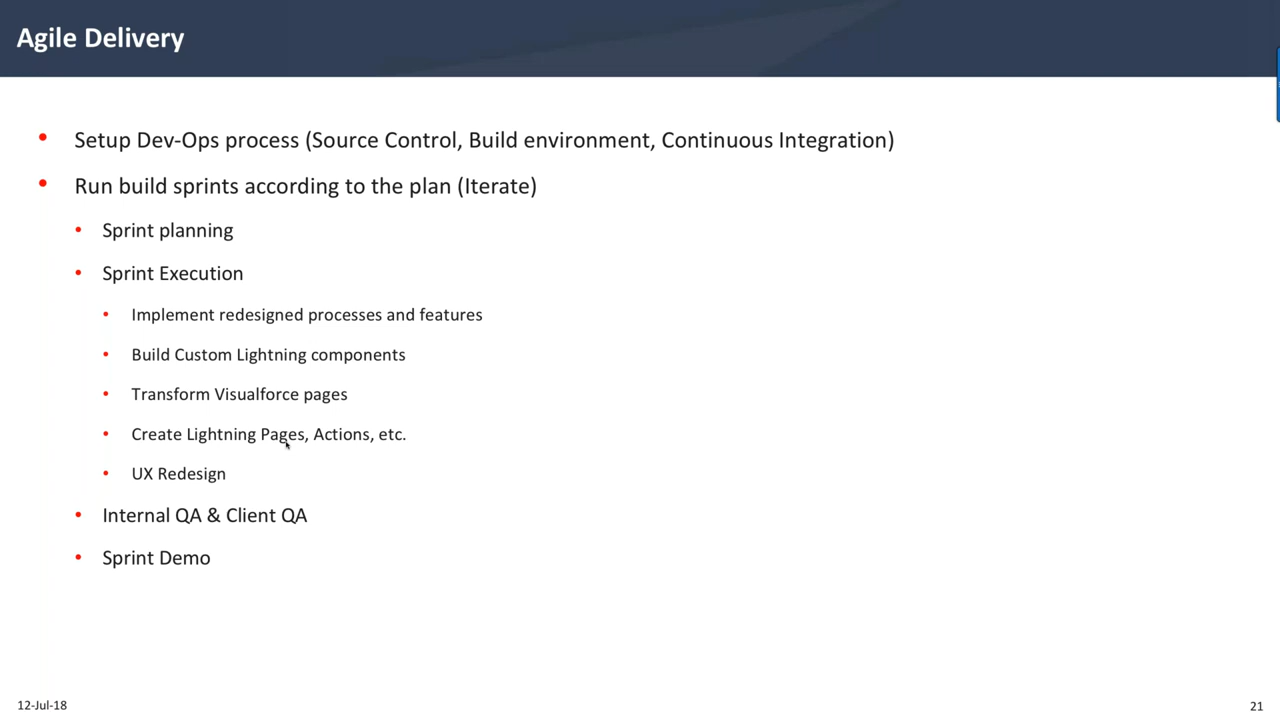 Agile Delivery
• Setup Dev-Ops process (Source Control, Build environment, Continuous Integration)
• Run build sprints according to the plan (Iterate)
• Sprint planning
• Sprint Execution
• Implement redesigned processes and features
• Build Custom Lightning components
• Transform Visualforce pages
• Create Lightning Pages, Actions, etc.
• UX Redesign
• Internal QA & Client QA
• Sprint Demo
12-Jul-18
21